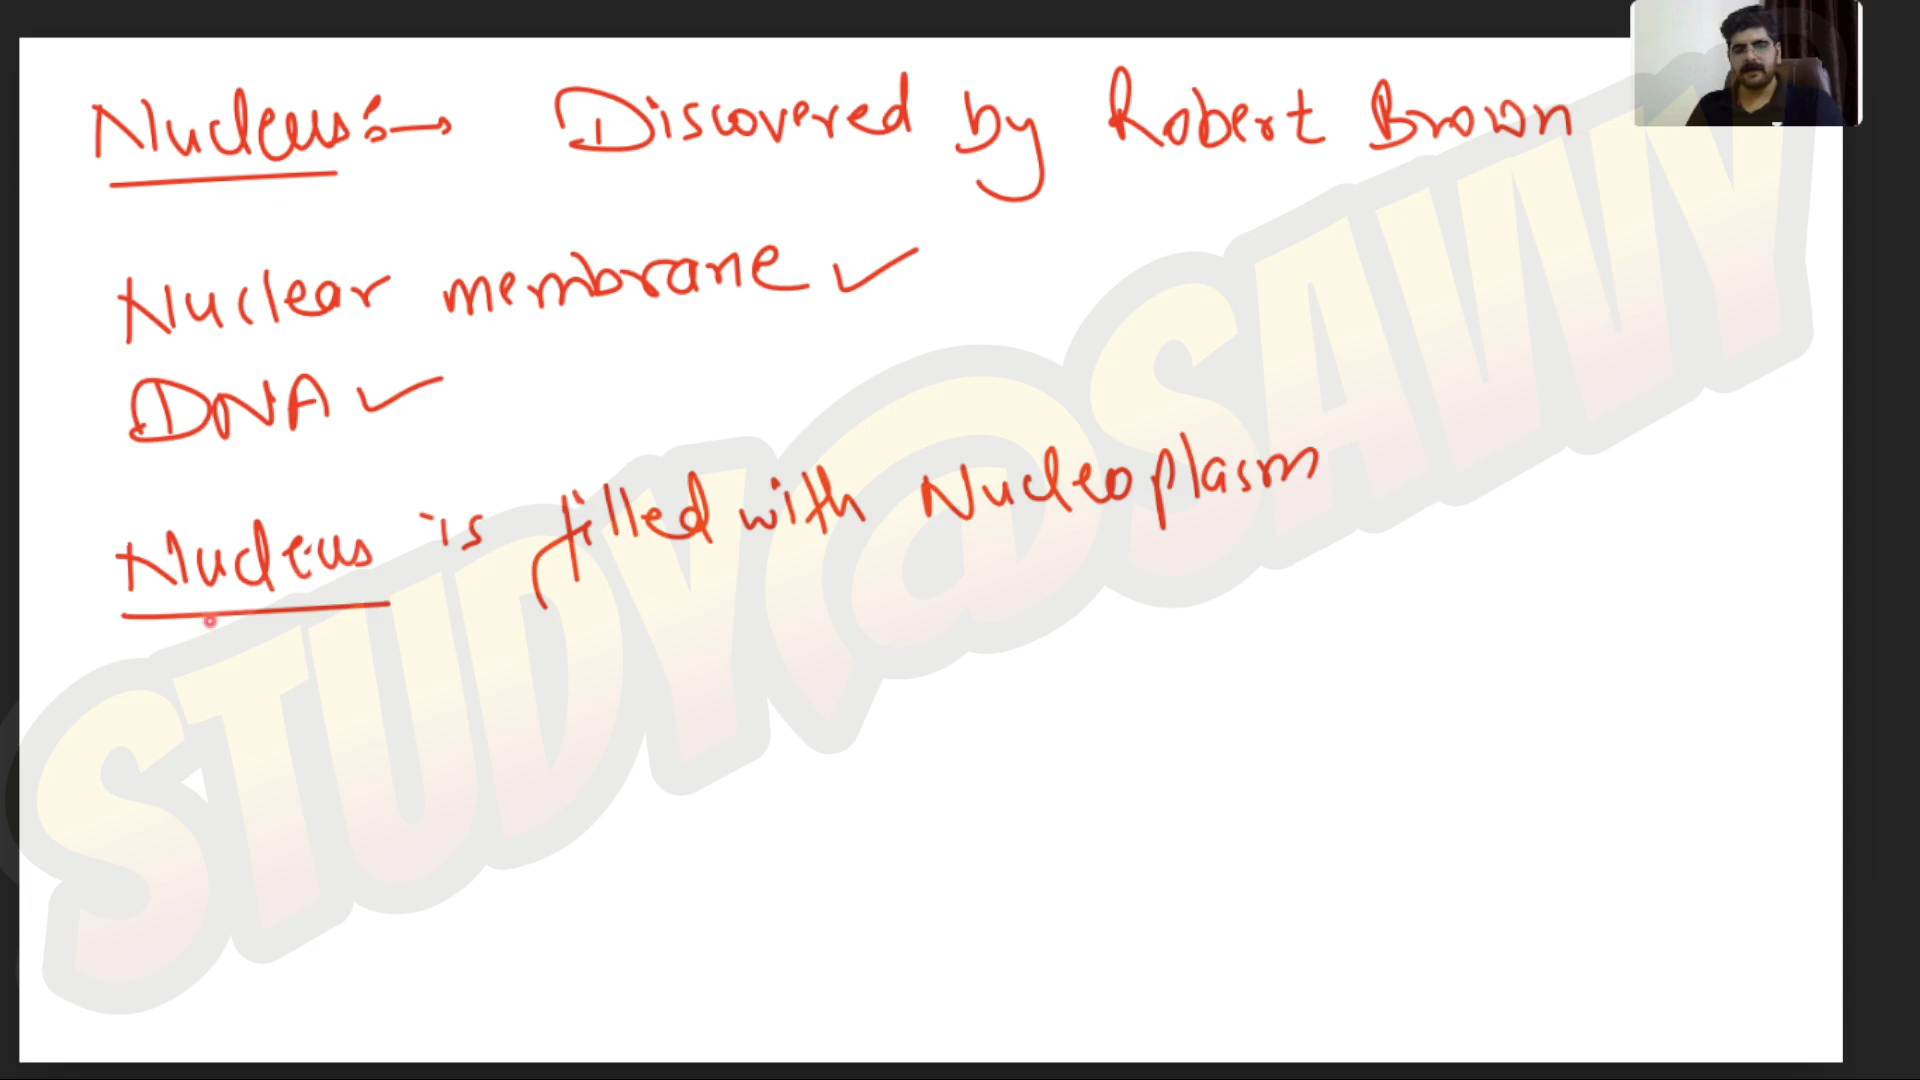 Nucleus:→ Discovered by Robert Brown
Nuclear membrane ✓
DNA ✓
Nucleus is filled with Nucleoplasm
STUDY@SAVVY